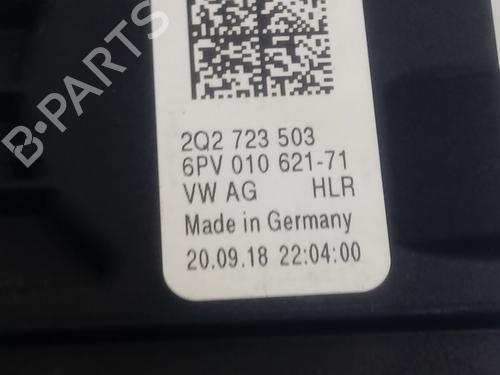 B-PARTS
2Q2 723 503
6PV 010 621-71
VW AG HLR
Made in Germany
20.09.18 22:04:00